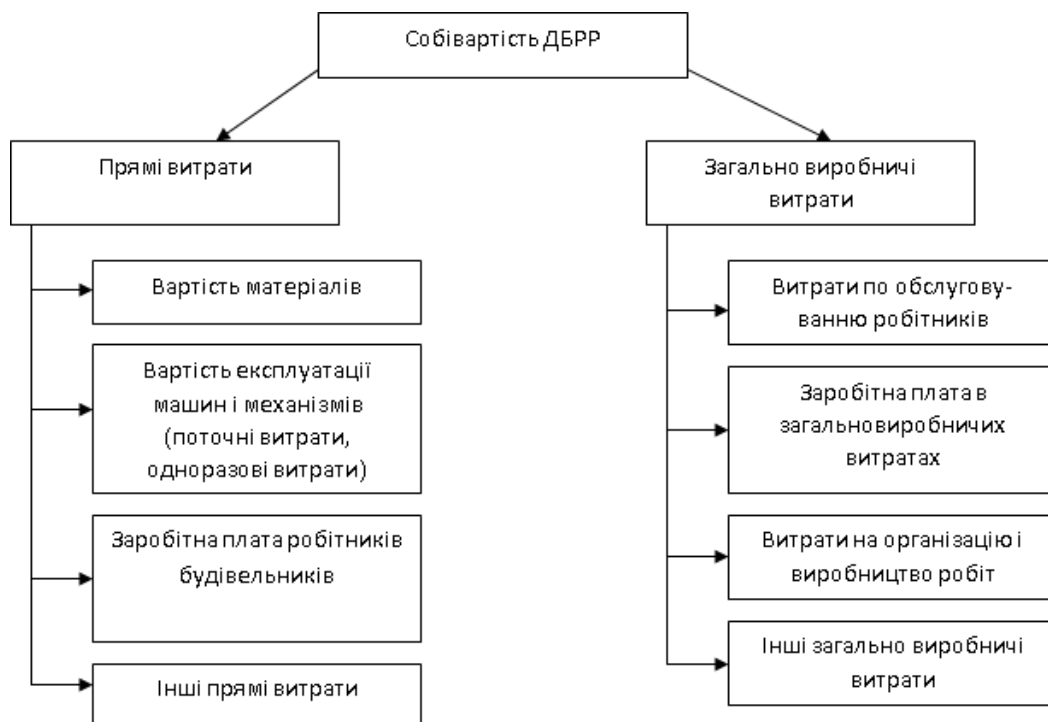 Собівартість ДБРР
Прямі витрати
Вартість матеріалів
Вартість експлуатації
машин і механізмів
(поточні витрати,
одноразові витрати)
Заробітна плата робітників
будівельників
Інші прямі витрати
Загально виробничі
витрати
Витрати по обслугову-
ванню робітників
Заробітна плата в
загальновиробничих
витратах
Витрати на організацію і
виробництво робіт
Інші загально виробничі
витрати